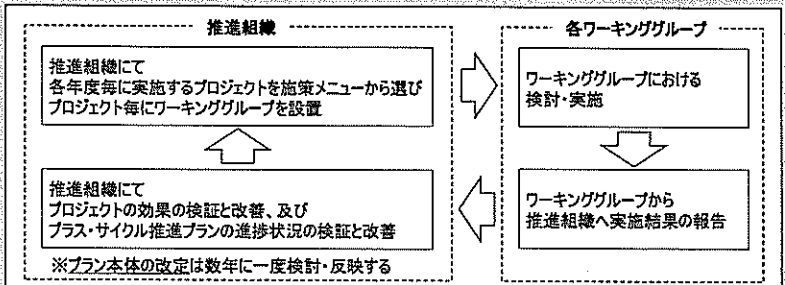 推進組織
各ワーキンググループ
推進組織にて
各年度毎に実施するプロジェクトを施策メニューから選び
プロジェクト毎にワーキンググループを設置
ワーキンググループにおける
検討・実施
推進組織にて
プロジェクトの効果の検証と改善、及び
プラス・サイクル推進プランの進捗状況の検証と改善
ワーキンググループから
推進組織へ実施結果の報告
※プラン本体の改定は数年に一度検討・反映する